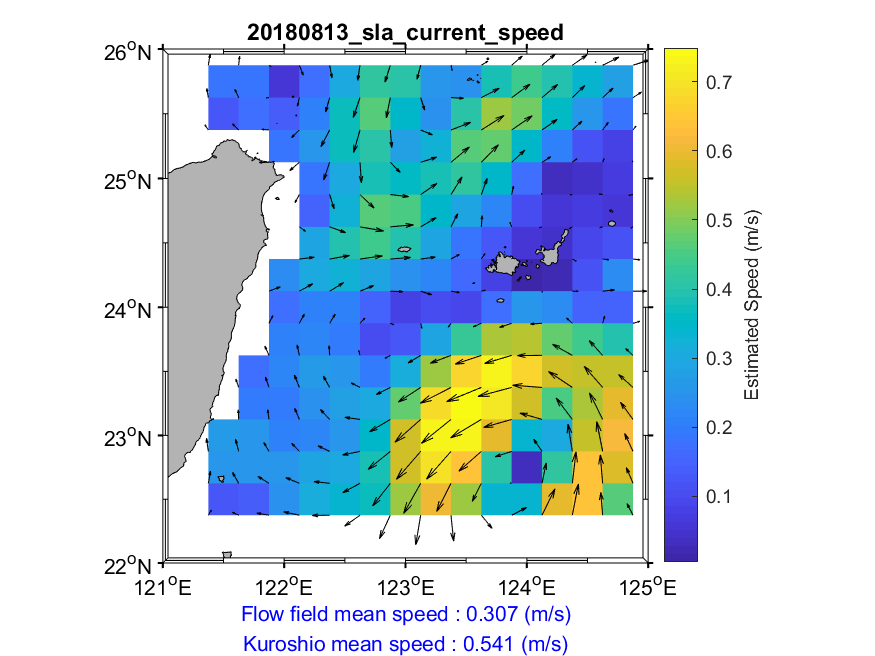 20180813_sla_current_speed
26°N
25°N
24°N
23°N
22°N
121°E 122°E 123°E 124°E 125°E
0.7
0.6
0.5
0.4
0.3
0.2
0.1
Estimated Speed (m/s)
Flow field mean speed : 0.307 (m/s)
Kuroshio mean speed : 0.541 (m/s)